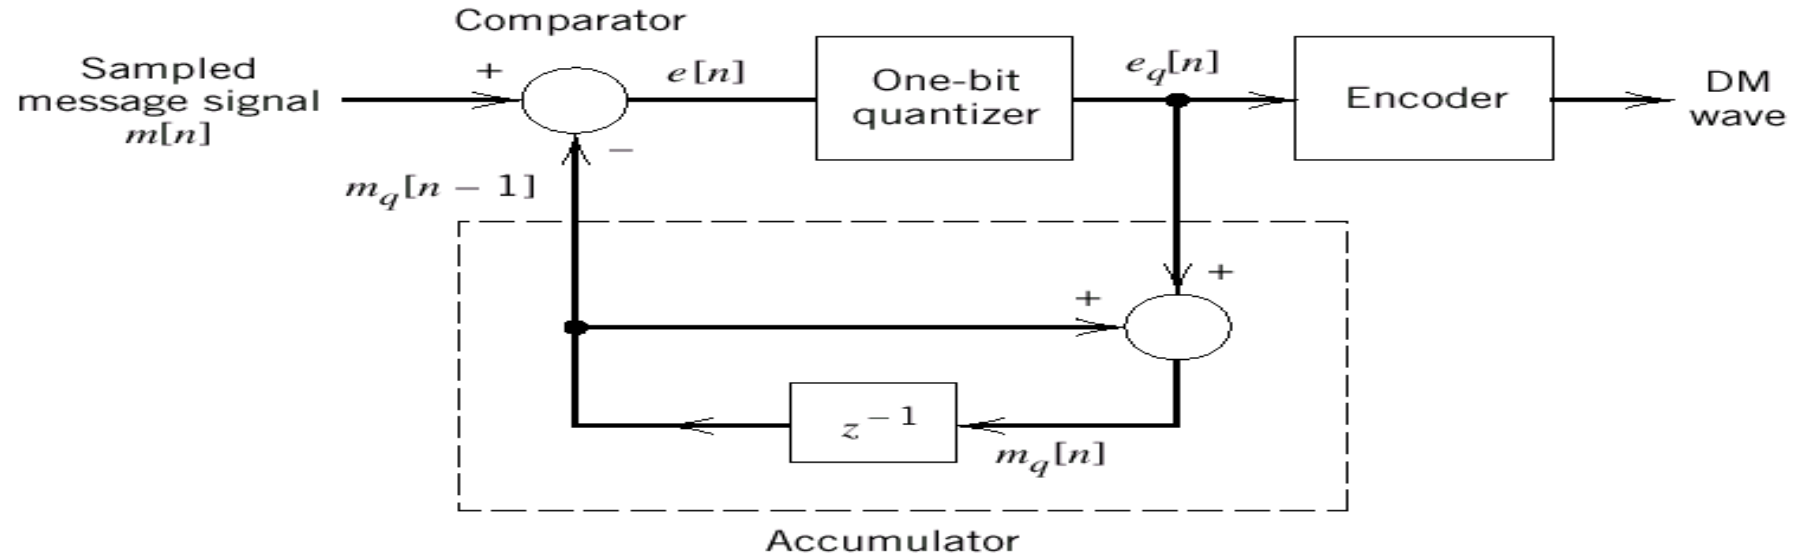 Comparator
Sampled
message signal
m[n]
+
e[n]
One-bit
quantizer
e_q[n]
Encoder
DM
wave
−
m_q[n − 1]
+
+
z^{−1}
m_q[n]
Accumulator